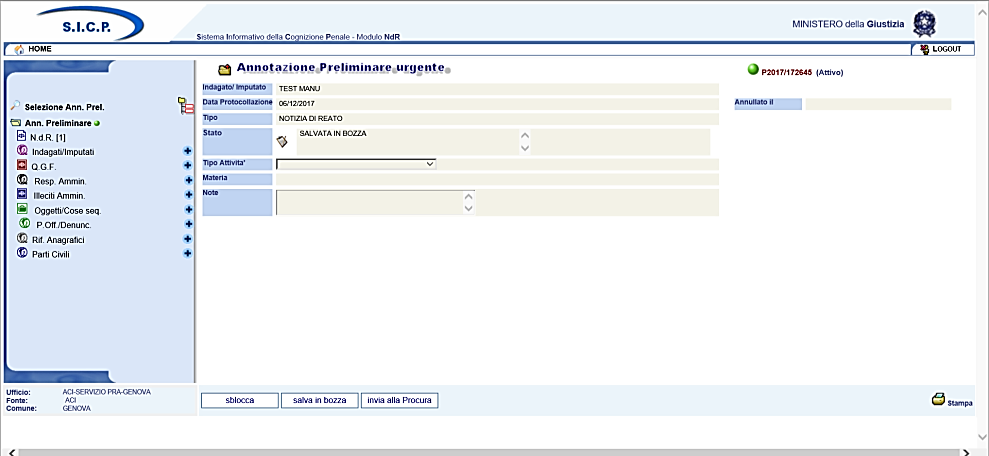 S.I.C.P.
Sistema Informativo della Cognizione Penale - Modulo NdR
MINISTERO della Giustizia
HOME
LOGOUT
Annotazione Preliminare urgente
P2017/172645 (Attivo)
Indagato/ Imputato TEST MANU
Data Protocollazione 06/12/2017
Annullato il
Tipo NOTIZIA DI REATO
Stato SALVATA IN BOZZA
Tipo Attivita'
Materia
Note
Selezione Ann. Prel.
Ann. Preliminare
N.d.R. [1]
Indagati/Imputati
Q.G.F.
Resp. Ammin.
Illeciti Ammin.
Oggetti/Cose seq.
P.Off./Denunc.
Rif. Anagrafici
Parti Civili
Ufficio: ACI-SERVIZIO PRA-GENOVA
Fonte: ACI
Comune: GENOVA
sblocca
salva in bozza
invia alla Procura
Stampa